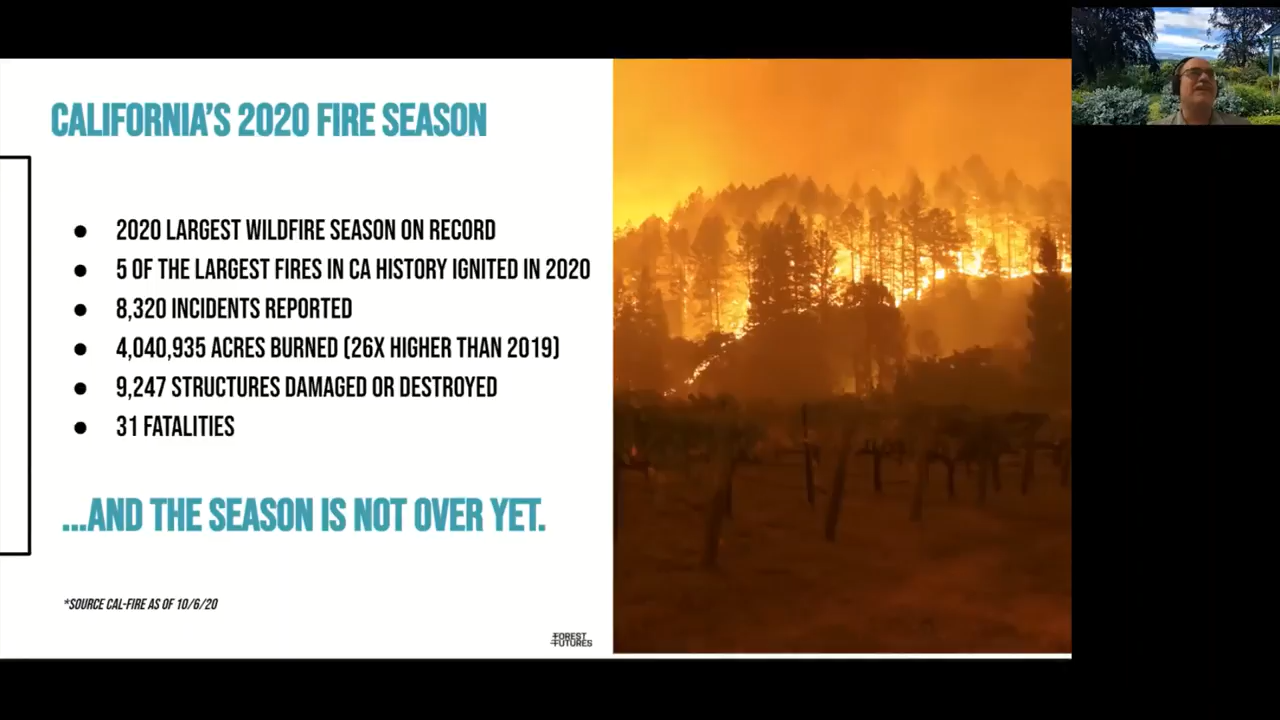 CALIFORNIA'S 2020 FIRE SEASON
● 2020 LARGEST WILDFIRE SEASON ON RECORD
● 5 OF THE LARGEST FIRES IN CA HISTORY IGNITED IN 2020
● 8,320 INCIDENTS REPORTED
● 4,040,935 ACRES BURNED (26X HIGHER THAN 2019)
● 9,247 STRUCTURES DAMAGED OR DESTROYED
● 31 FATALITIES
...AND THE SEASON IS NOT OVER YET.
*SOURCE CAL-FIRE AS OF 10/6/20
FOREST
FUTURES